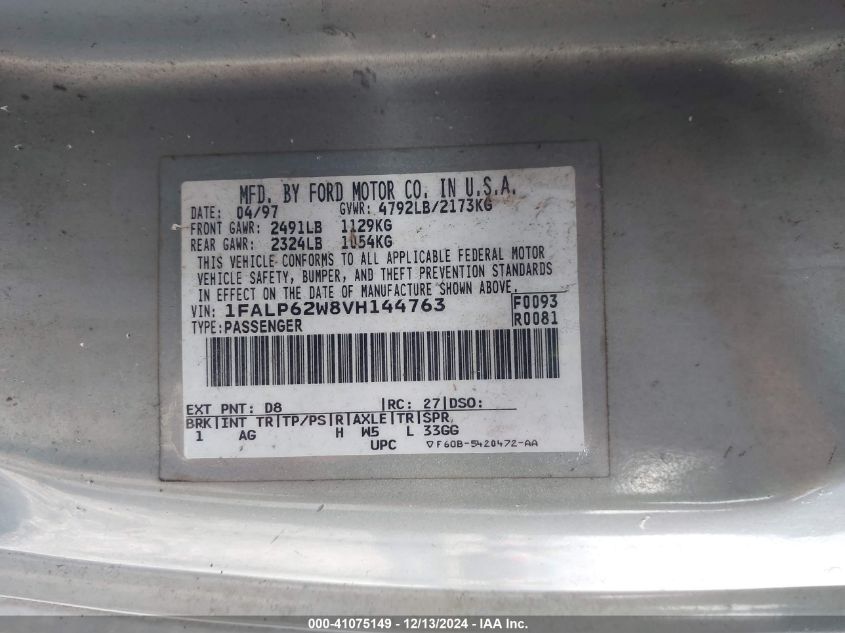 MFD. BY FORD MOTOR CO. IN U.S.A.
DATE: 04/97 GVWR: 4792LB/2173KG
FRONT GAWR: 2491LB 1129KG
REAR GAWR: 2324LB 1054KG
THIS VEHICLE CONFORMS TO ALL APPLICABLE FEDERAL MOTOR
VEHICLE SAFETY, BUMPER, AND THEFT PREVENTION STANDARDS
IN EFFECT ON THE DATE OF MANUFACTURE SHOWN ABOVE.
VIN: 1FALP62W8VH144763 F0093
TYPE: PASSENGER R0081
EXT PNT: D8 |RC: 27|DSO:
BRK|INT TR|TP/PS|R|AXLE|TR|SPR
1 AG H W5 L 33GG
UPC ▽F60B-5420472-AA
000-41075149 - 12/13/2024 - © IAA Inc.